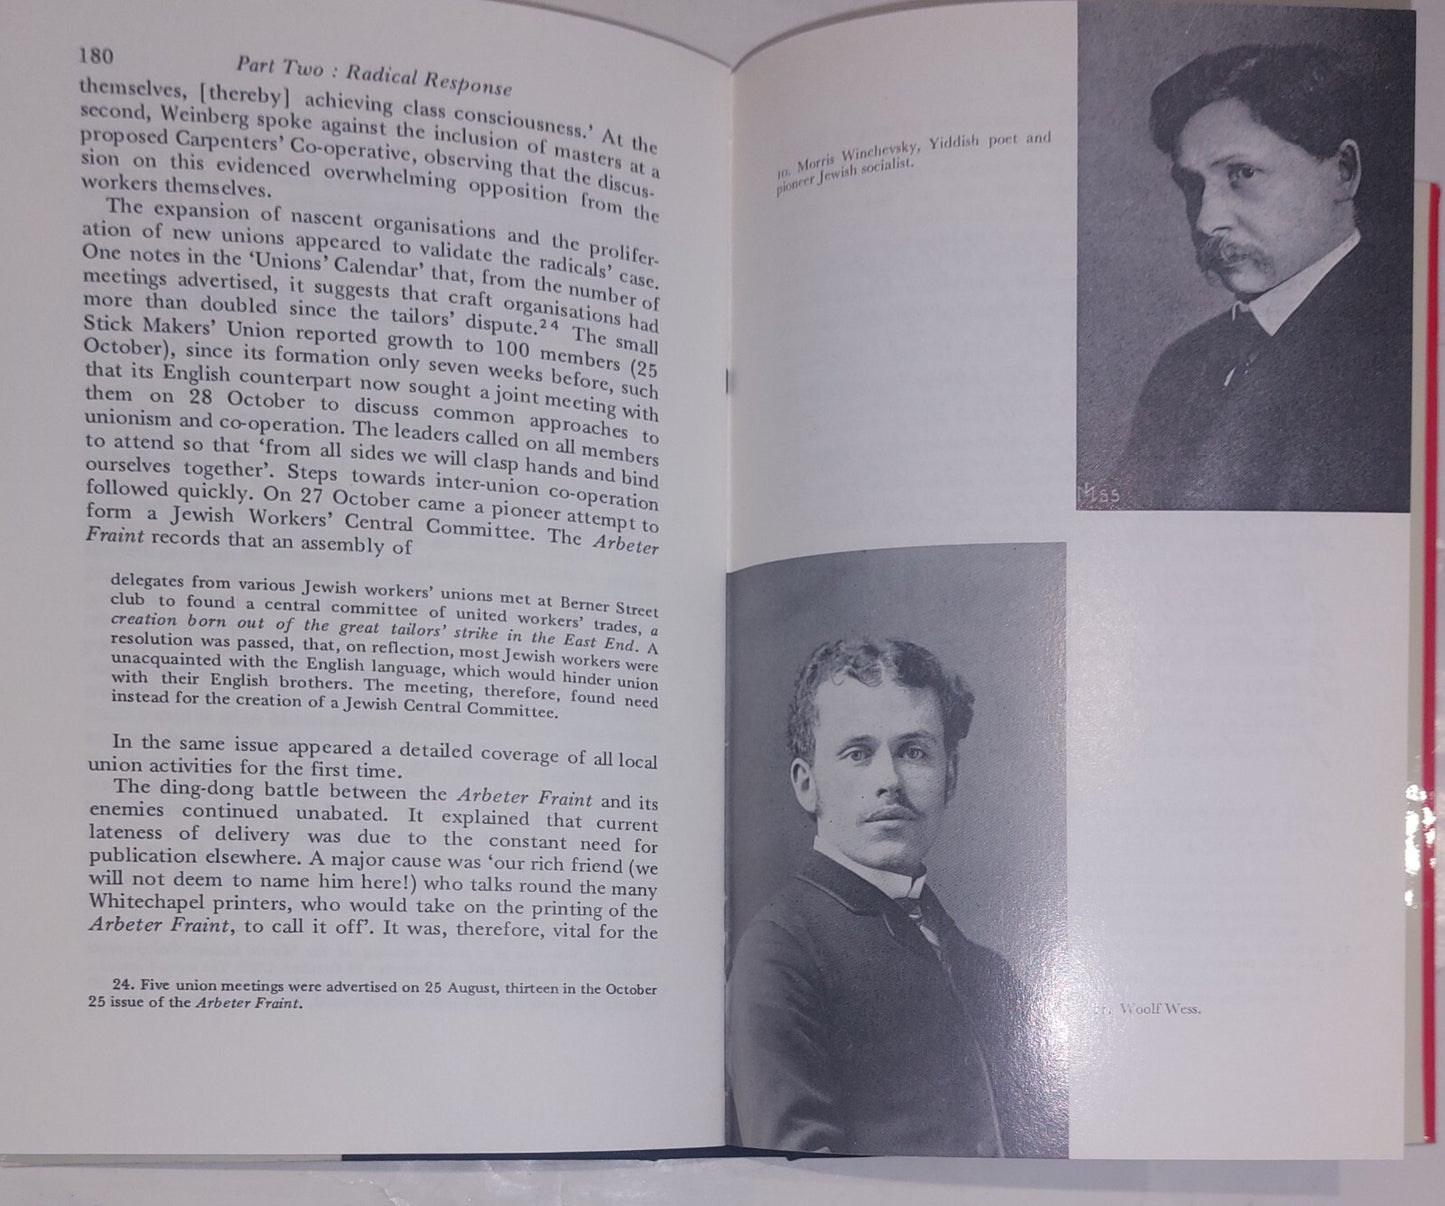 180
Part Two : Radical Response
themselves, [thereby] achieving class consciousness.’ At the
second, Weinberg spoke against the inclusion of masters at a
proposed Carpenters’ Co-operative, observing that the discus-
sion on this evidenced overwhelming opposition from the
workers themselves.
The expansion of nascent organisations and the prolifer-
ation of new unions appeared to validate the radicals’ case.
One notes in the ‘Unions’ Calendar’ that, from the number of
meetings advertised, it suggests that craft organisations had
more than doubled since the tailors’ dispute.²⁴ The small
Stick Makers’ Union reported growth to 100 members (25
October), since its formation only seven weeks before, such
that its English counterpart now sought a joint meeting with
them on 28 October to discuss common approaches to
unionism and co-operation. The leaders called on all members
to attend so that ‘from all sides we will clasp hands and bind
ourselves together’. Steps towards inter-union co-operation
followed quickly. On 27 October came a pioneer attempt to
form a Jewish Workers’ Central Committee. The Arbeter
Fraint records that an assembly of
delegates from various Jewish workers’ unions met at Berner Street
club to found a central committee of united workers’ trades, a
creation born out of the great tailors’ strike in the East End. A
resolution was passed, that, on reflection, most Jewish workers were
unacquainted with the English language, which would hinder union
with their English brothers. The meeting, therefore, found need
instead for the creation of a Jewish Central Committee.
In the same issue appeared a detailed coverage of all local
union activities for the first time.
The ding-dong battle between the Arbeter Fraint and its
enemies continued unabated. It explained that current
lateness of delivery was due to the constant need for
publication elsewhere. A major cause was ‘our rich friend (we
will not deem to name him here!) who talks round the many
Whitechapel printers, who would take on the printing of the
Arbeter Fraint, to call it off’. It was, therefore, vital for the
24. Five union meetings were advertised on 25 August, thirteen in the October
25 issue of the Arbeter Fraint.
10. Morris Winchevsky, Yiddish poet and
pioneer Jewish socialist.
Woolf Wess.